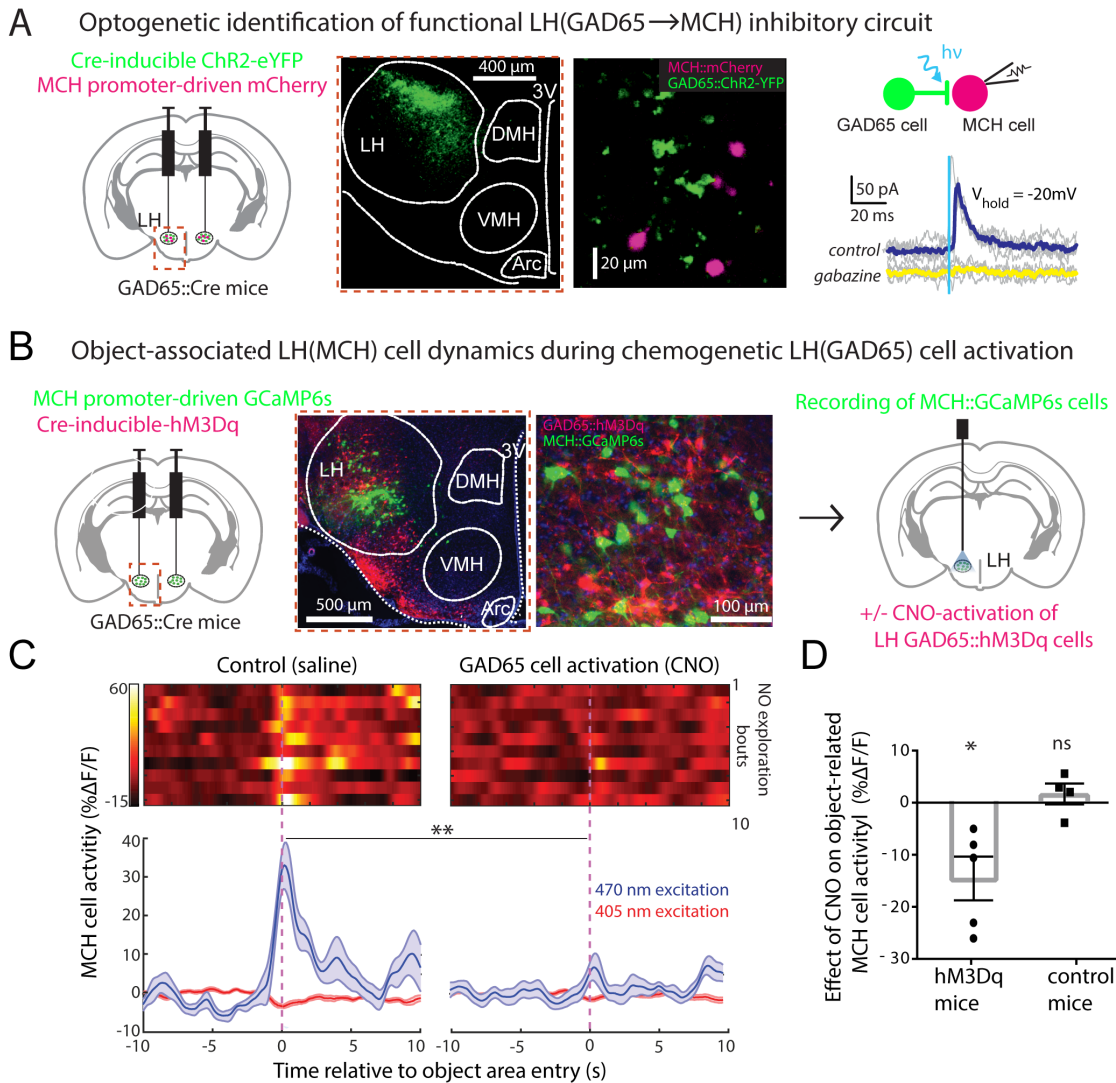 A
Optogenetic identification of functional LH(GAD65→MCH) inhibitory circuit
Cre-inducible ChR2-eYFP
MCH promoter-driven mCherry
LH
GAD65::Cre mice
400 µm
3V
LH
DMH
VMH
Arc
MCH::mCherry
GAD65::ChR2-YFP
20 µm
hν
GAD65 cell
MCH cell
50 pA
20 ms
Vhold = -20mV
control
gabazine
B
Object-associated LH(MCH) cell dynamics during chemogenetic LH(GAD65) cell activation
MCH promoter-driven GCaMP6s
Cre-inducible-hM3Dq
GAD65::Cre mice
3V
LH
DMH
VMH
Arc
500 µm
GAD65::hM3Dq
MCH::GCaMP6s
100 µm
Recording of MCH::GCaMP6s cells
LH
+/- CNO-activation of
LH GAD65::hM3Dq cells
C
Control (saline)
GAD65 cell activation (CNO)
60
-15
1
NO exploration
bouts
10
MCH cell actvitiy (%ΔF/F)
**
40
30
20
10
0
-10
470 nm excitation
405 nm excitation
-10
-5
0
5
10
-10
-5
0
5
10
Time relative to object area entry (s)
D
Effect of CNO on object-related
MCH cell activityl (%ΔF/F)
10
0
-10
-20
-30
*
ns
hM3Dq
mice
control
mice